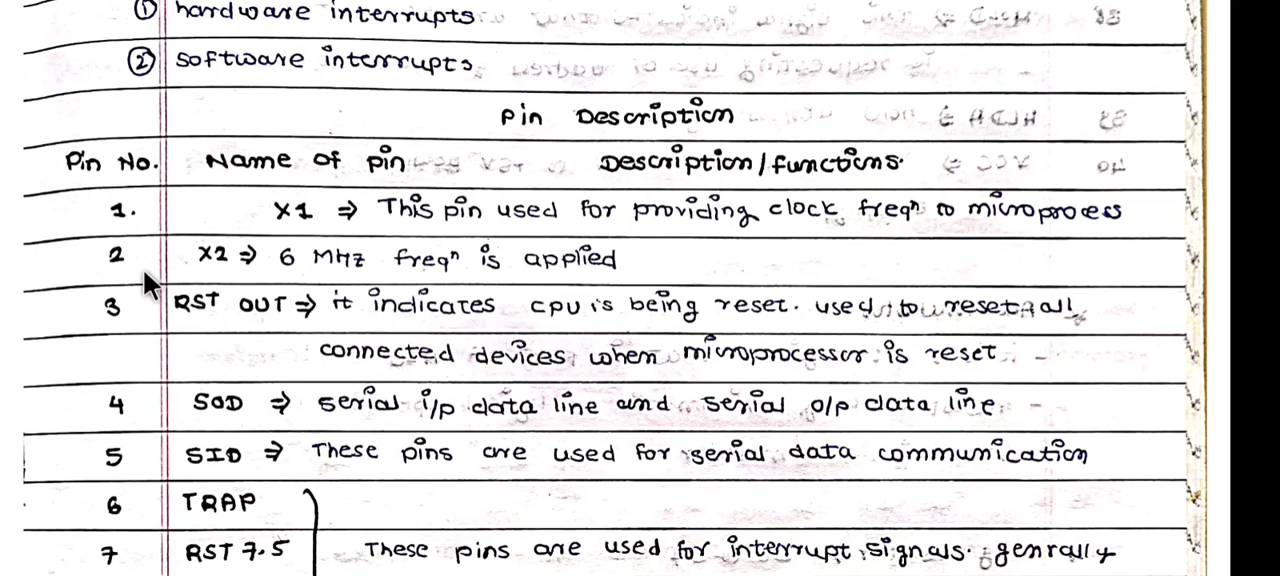 ① hardware interrupts
② software interrupts
Pin Description
Pin No. Name of pin Description/functions.
1. X1 ⇒ This pin used for providing clock freqⁿ to microprocess
2 X2 ⇒ 6 MHz freqⁿ is applied
3 RST OUT ⇒ it indicates cpu is being reset. used to reset all
connected devices when microprocessor is reset
4 SOD ⇒ serial i/p data line and serial o/p data line
5 SID ⇒ These pins are used for serial data communication
6 TRAP
7 RST 7.5 These pins are used for interrupt signals. genrally